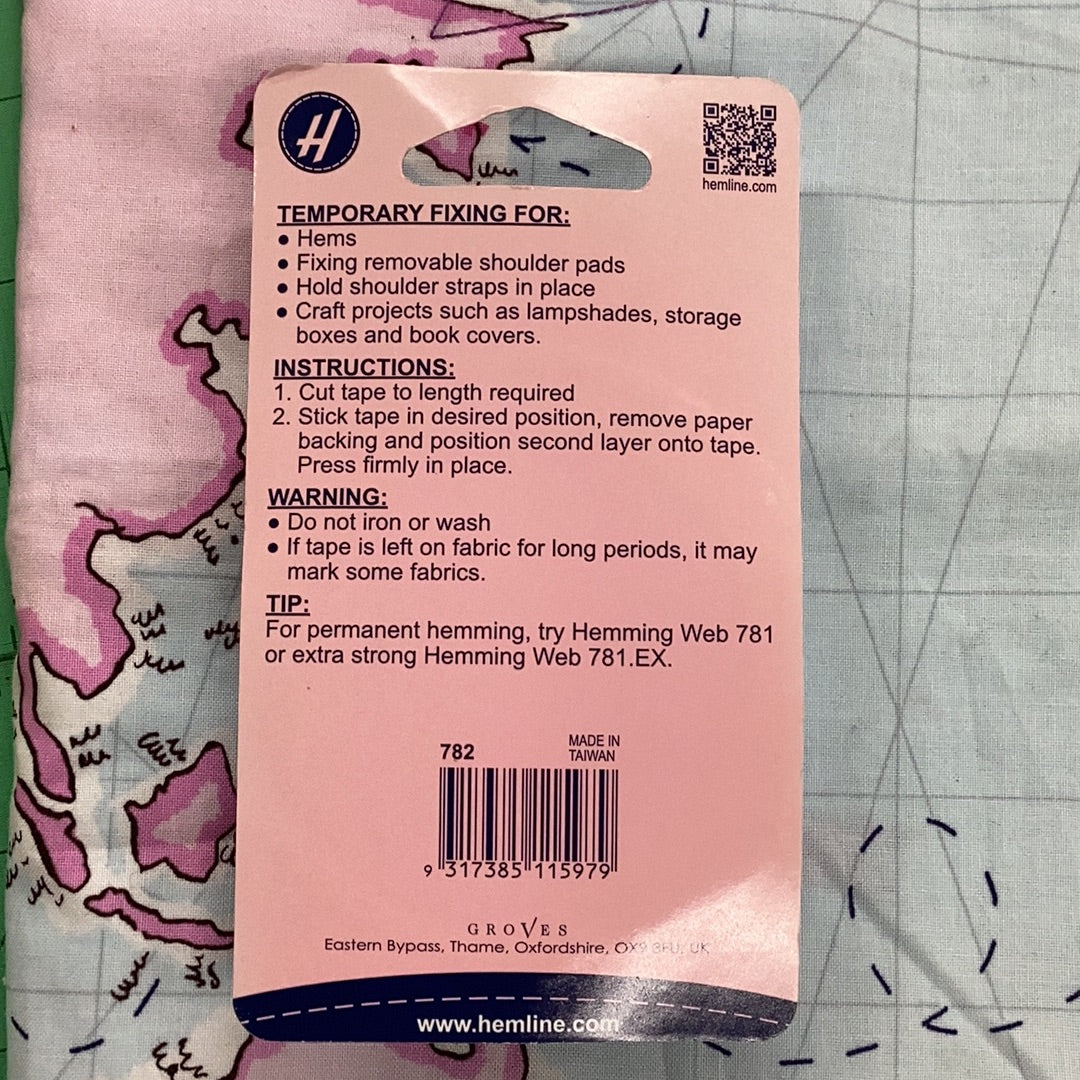 H
hemline.com
TEMPORARY FIXING FOR:
● Hems
● Fixing removable shoulder pads
● Hold shoulder straps in place
● Craft projects such as lampshades, storage
boxes and book covers.
INSTRUCTIONS:
1. Cut tape to length required
2. Stick tape in desired position, remove paper
backing and position second layer onto tape.
Press firmly in place.
WARNING:
● Do not iron or wash
● If tape is left on fabric for long periods, it may
mark some fabrics.
TIP:
For permanent hemming, try Hemming Web 781
or extra strong Hemming Web 781.EX.
782
MADE IN
TAIWAN
9 317385 115979
GROVES
Eastern Bypass, Thame, Oxfordshire, OX9 3FU, UK
www.hemline.com